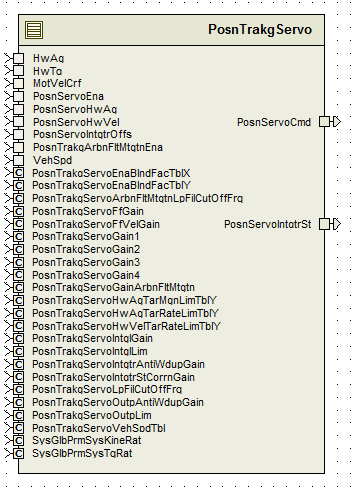 PosnTrakgServo
HwAg
HwTq
MotVelCrf
PosnServoEna
PosnServoHwAg
PosnServoHwVel
PosnServoCmd
PosnServoIntgtrOffs
PosnTrakgArbnFltMtgtnEna
VehSpd
C PosnTrakgServoEnaBlndFacTblX
C PosnTrakgServoEnaBlndFacTblY
C PosnTrakgServoArbnFltMtgtnLpFilCutOffFrq
C PosnTrakgServoFfGain
C PosnTrakgServoFfVelGain
PosnServoIntgtrSt
C PosnTrakgServoGain1
C PosnTrakgServoGain2
C PosnTrakgServoGain3
C PosnTrakgServoGain4
C PosnTrakgServoGainArbnFltMtgtn
C PosnTrakgServoHwAgTarMgnLimTblY
C PosnTrakgServoHwAgTarRateLimTblY
C PosnTrakgServoHwVelTarRateLimTblY
C PosnTrakgServoIntglGain
C PosnTrakgServoIntglLim
C PosnTrakgServoIntgtrAntiWdupGain
C PosnTrakgServoIntgtrStCorrnGain
C PosnTrakgServoLpFilCutOffFrq
C PosnTrakgServoOutpAntiWdupGain
C PosnTrakgServoOutpLim
C PosnTrakgServoVehSpdTbl
C SysGlbPrmSysKineRat
C SysGlbPrmSysTqRat